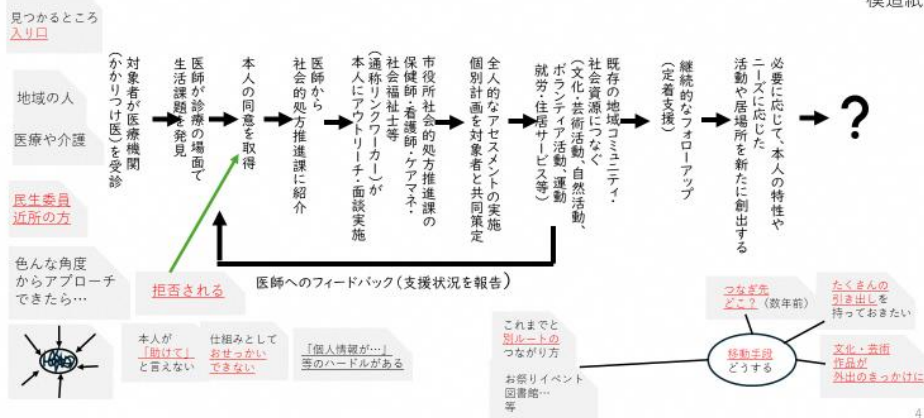 模造紙
見つかるところ
入り口
地域の人
医療や介護
民生委員
近所の方
色んな角度
からアプローチ
できたら…
対象者が医療機関
(かかりつけ医)を受診
医師が診療の場面で
生活課題を発見
本人の同意を取得
医師から
社会的処方推進課に紹介
市役所社会的処方推進課の
保健師・看護師・ケアマネ・
社会福祉士等
(通称リンクワーカー)が
本人にアウトリーチ・面談実施
全人的なアセスメントの実施
個別計画を対象者と共同策定
既存の地域コミュニティ・
社会資源につなぐ
(文化・芸術活動、自然活動、
ボランティア活動、運動
就労・住居サービス等)
継続的なフォローアップ
(定着支援)
必要に応じて、本人の特性や
ニーズに応じた
活動や居場所を新たに創出する
?
医師へのフィードバック(支援状況を報告)
拒否される
本人が
「助けて」
と言えない
仕組みとして
おせっかい
できない
「個人情報が…」
等のハードルがある
これまでと
別ルートの
つながり方
お祭りイベント
図書館…
等
つなぎ先
どこ?(数年前)
たくさんの
引き出しを
持っておきたい
移動手段
どうする
文化・芸術
作品が
外出のきっかけに
4